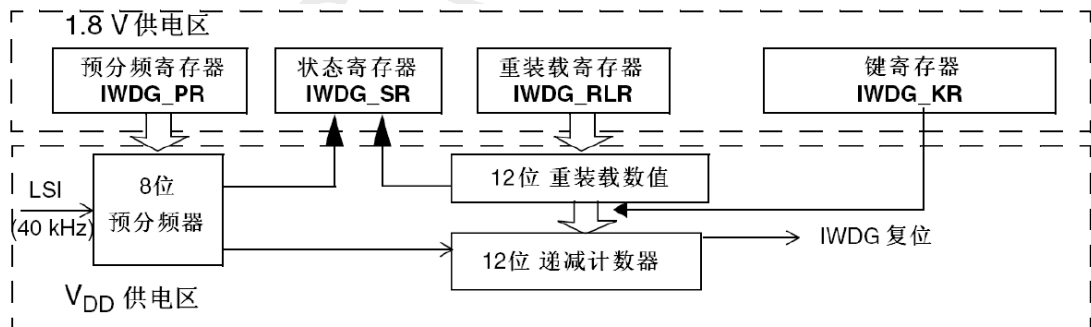 1.8 V 供电区
预分频寄存器
IWDG_PR
状态寄存器
IWDG_SR
重装载寄存器
IWDG_RLR
键寄存器
IWDG_KR
LSI
(40 kHz)
8位
预分频器
12位 重装载数值
12位 递减计数器
IWDG 复位
VDD 供电区